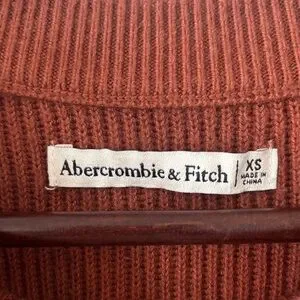 Abercrombie & Fitch
XS
MADE IN
CHINA